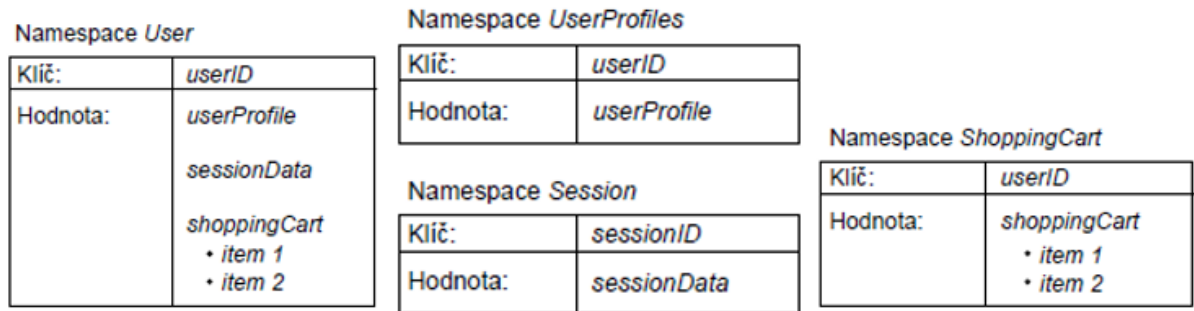 Namespace User
Klíč: userID
Hodnota: userProfile
sessionData
shoppingCart
• item 1
• item 2
Namespace UserProfiles
Klíč: userID
Hodnota: userProfile
Namespace Session
Klíč: sessionID
Hodnota: sessionData
Namespace ShoppingCart
Klíč: userID
Hodnota: shoppingCart
• item 1
• item 2